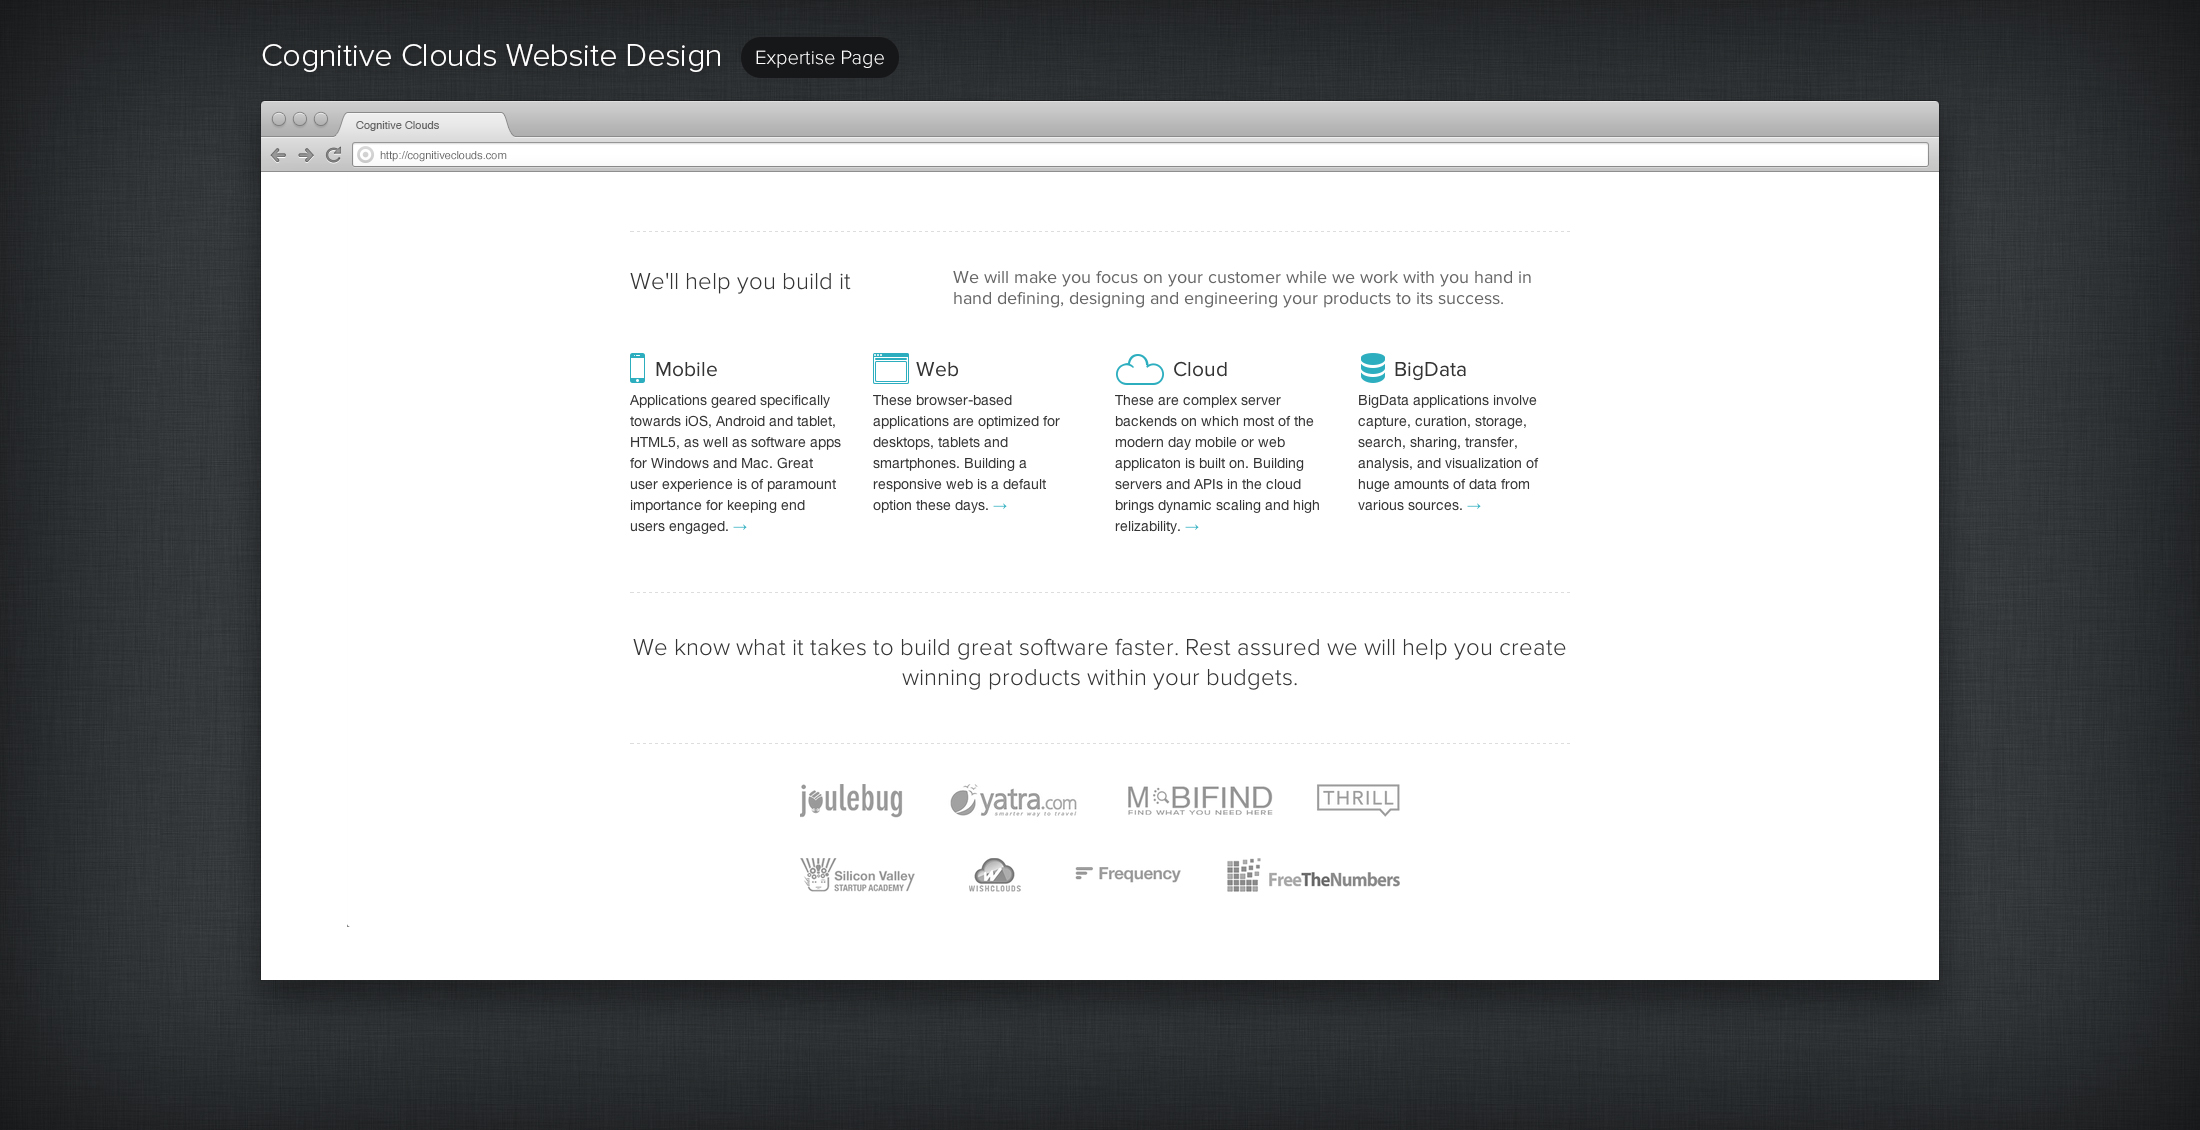 Cognitive Clouds Website Design Expertise Page
Cognitive Clouds
http://cognitiveclouds.com
We'll help you build it
We will make you focus on your customer while we work with you hand in
hand defining, designing and engineering your products to its success.
Mobile
Applications geared specifically
towards iOS, Android and tablet,
HTML5, as well as software apps
for Windows and Mac. Great
user experience is of paramount
importance for keeping end
users engaged. →
Web
These browser-based
applications are optimized for
desktops, tablets and
smartphones. Building a
responsive web is a default
option these days. →
Cloud
These are complex server
backends on which most of the
modern day mobile or web
applicaton is built on. Building
servers and APIs in the cloud
brings dynamic scaling and high
relizability. →
BigData
BigData applications involve
capture, curation, storage,
search, sharing, transfer,
analysis, and visualization of
huge amounts of data from
various sources. →
We know what it takes to build great software faster. Rest assured we will help you create
winning products within your budgets.
joulebug
yatra.com
smarter way to travel
MOBIFIND
FIND WHAT YOU NEED HERE
THRILL
Silicon Valley
STARTUP ACADEMY
WISHCLOUDS
Frequency
FreeTheNumbers